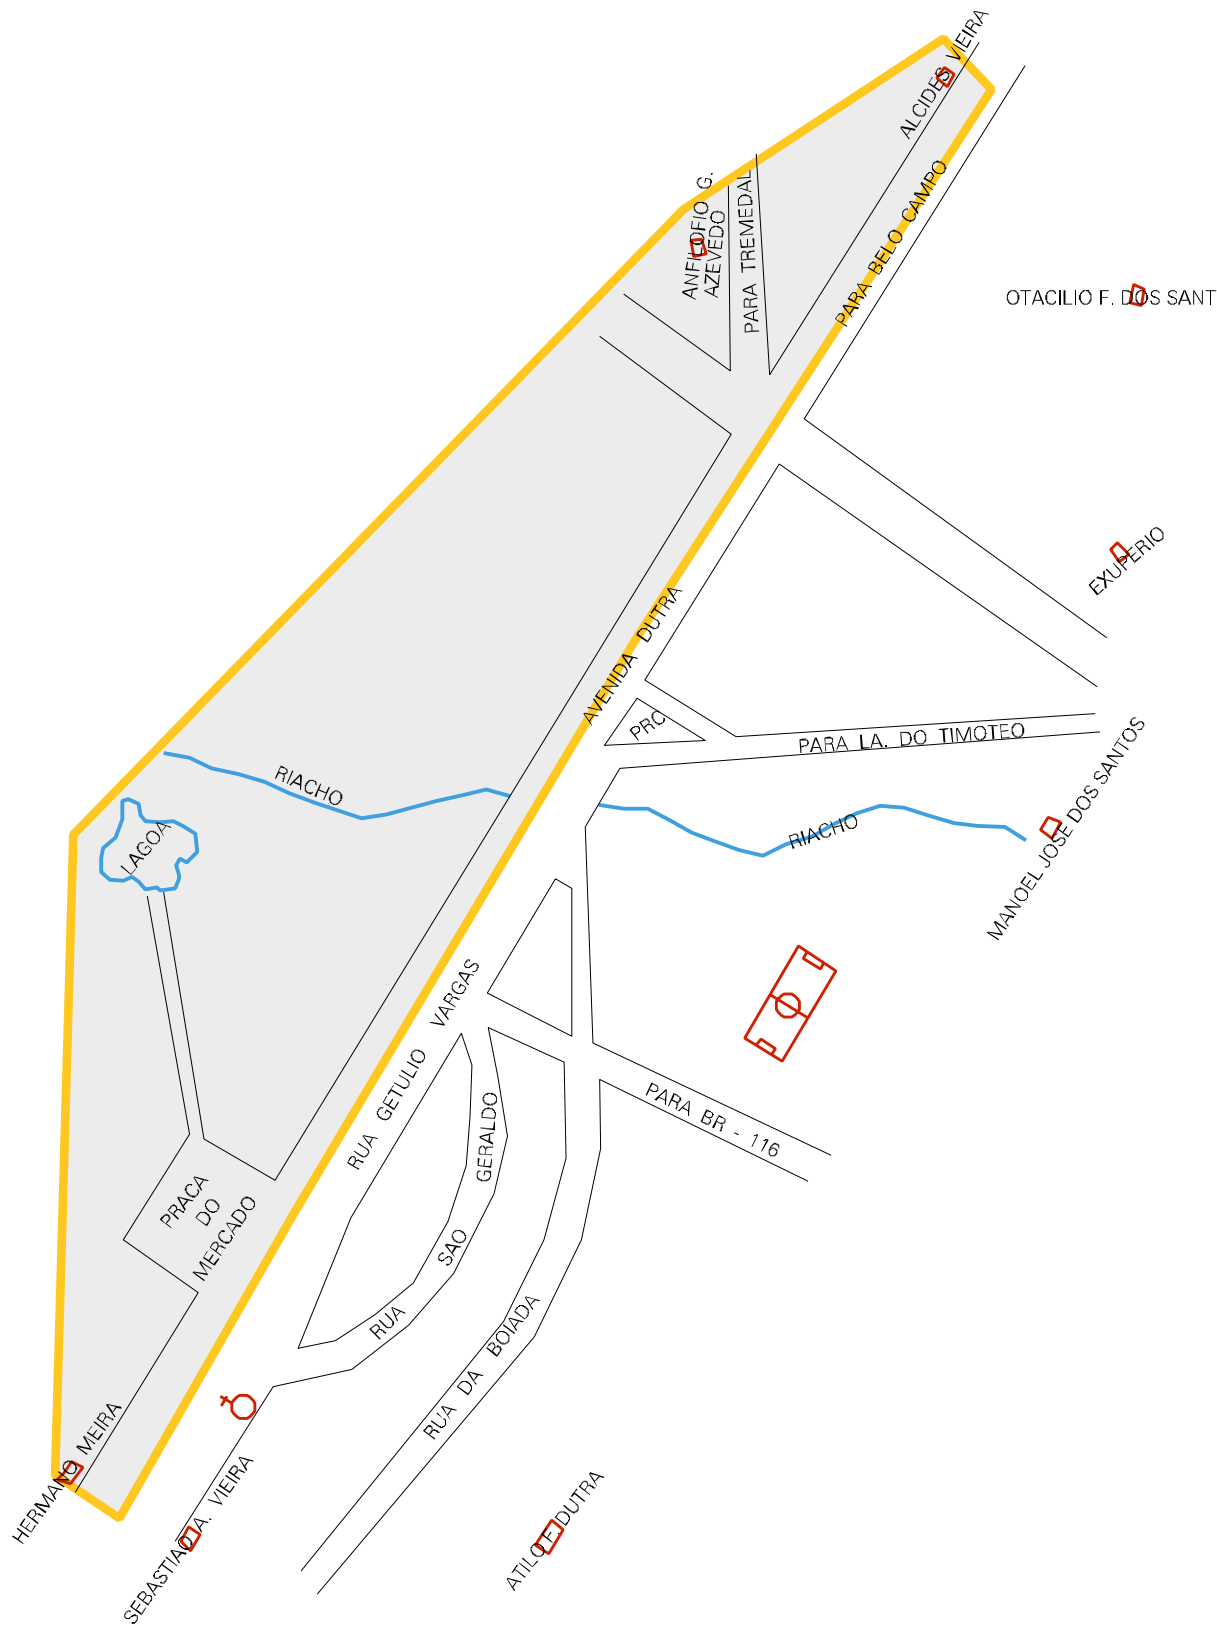 ALCIDES VIEIRA
ANFILOFIO G.
AZEVEDO
PARA TREMEDAL
PARA BELO CAMPO
OTACILIO F. DOS SANT
EXUPERIO
AVENIDA DUTRA
PRC
PARA LA. DO TIMOTEO
RIACHO
RIACHO
LAGOA
MANOEL JOSE DOS SANTOS
RUA GETULIO VARGAS
PARA BR - 116
RUA SAO GERALDO
PRACA
DO
MERCADO
RUA DA BOIADA
HERMANO MEIRA
SEBASTIAO A. VIEIRA
ATILO F. DUTRA